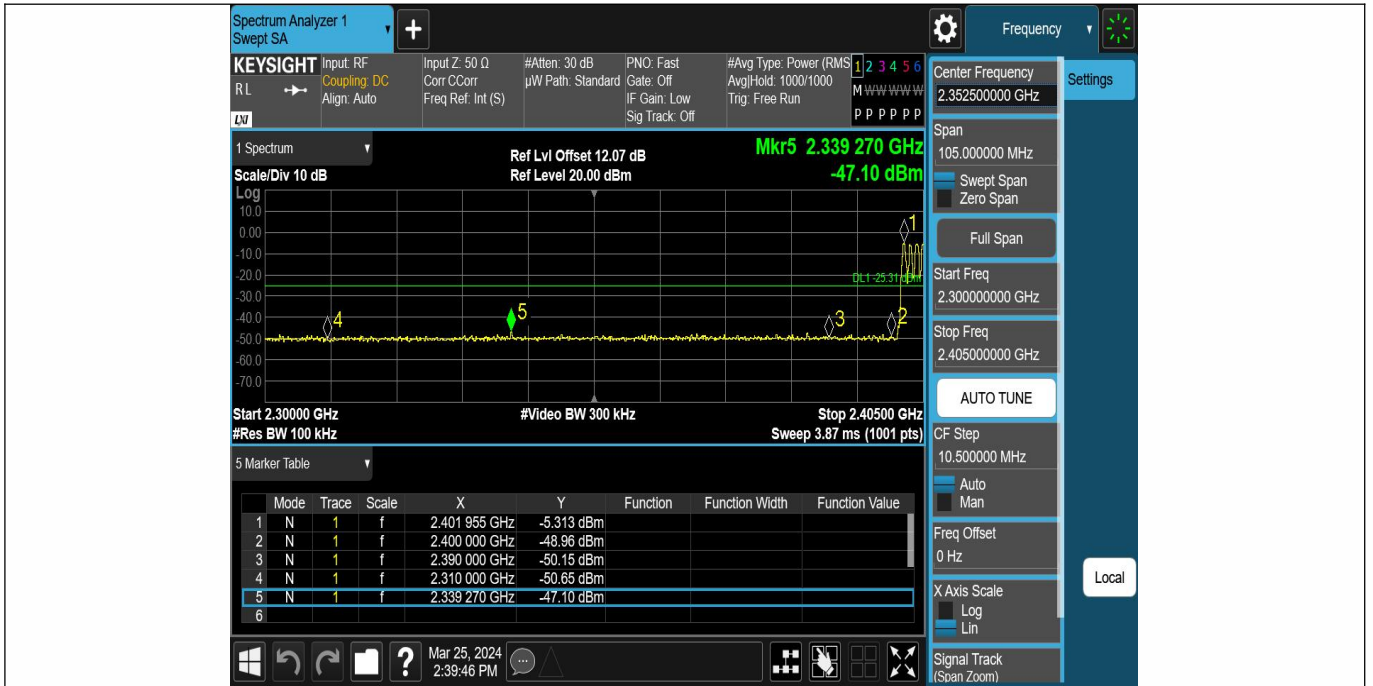 Spectrum Analyzer 1
Swept SA
+
Frequency
KEYSIGHT
RL
LXI
Input: RF
Coupling: DC
Align: Auto
Input Z: 50 Ω
Corr CCorr
Freq Ref: Int (S)
#Atten: 30 dB
µW Path: Standard
PNO: Fast
Gate: Off
IF Gain: Low
Sig Track: Off
#Avg Type: Power (RMS
Avg|Hold: 1000/1000
Trig: Free Run
1 2 3 4 5 6
M W W W W W
P P P P P P
1 Spectrum
Scale/Div 10 dB
Ref Lvl Offset 12.07 dB
Ref Level 20.00 dBm
Mkr5 2.339 270 GHz
-47.10 dBm
Log
10.0
0.00
-10.0
-20.0
-30.0
-40.0
-50.0
-60.0
-70.0
1
DL1 -25.31 dBm
4
5
3
2
Start 2.30000 GHz
#Res BW 100 kHz
#Video BW 300 kHz
Stop 2.40500 GHz
Sweep 3.87 ms (1001 pts)
5 Marker Table
Mode Trace Scale X Y Function Function Width Function Value
1 N 1 f 2.401 955 GHz -5.313 dBm
2 N 1 f 2.400 000 GHz -48.96 dBm
3 N 1 f 2.390 000 GHz -50.15 dBm
4 N 1 f 2.310 000 GHz -50.65 dBm
5 N 1 f 2.339 270 GHz -47.10 dBm
6
?
Mar 25, 2024
2:39:46 PM
Center Frequency
2.352500000 GHz
Settings
Span
105.000000 MHz
Swept Span
Zero Span
Full Span
Start Freq
2.300000000 GHz
Stop Freq
2.405000000 GHz
AUTO TUNE
CF Step
10.500000 MHz
Auto
Man
Freq Offset
0 Hz
Local
X Axis Scale
Log
Lin
Signal Track
(Span Zoom)